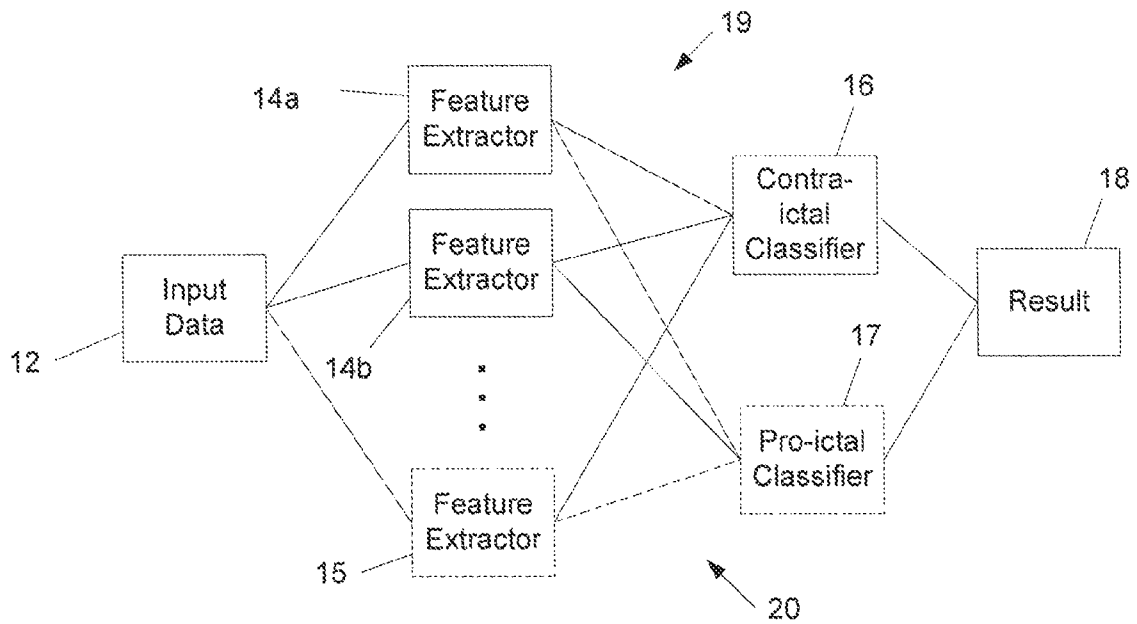 19
14a
Feature
Extractor
16
Contra-
ictal
Classifier
18
Feature
Extractor
Input
Data
Result
12
14b
17
Pro-ictal
Classifier
Feature
Extractor
15
20